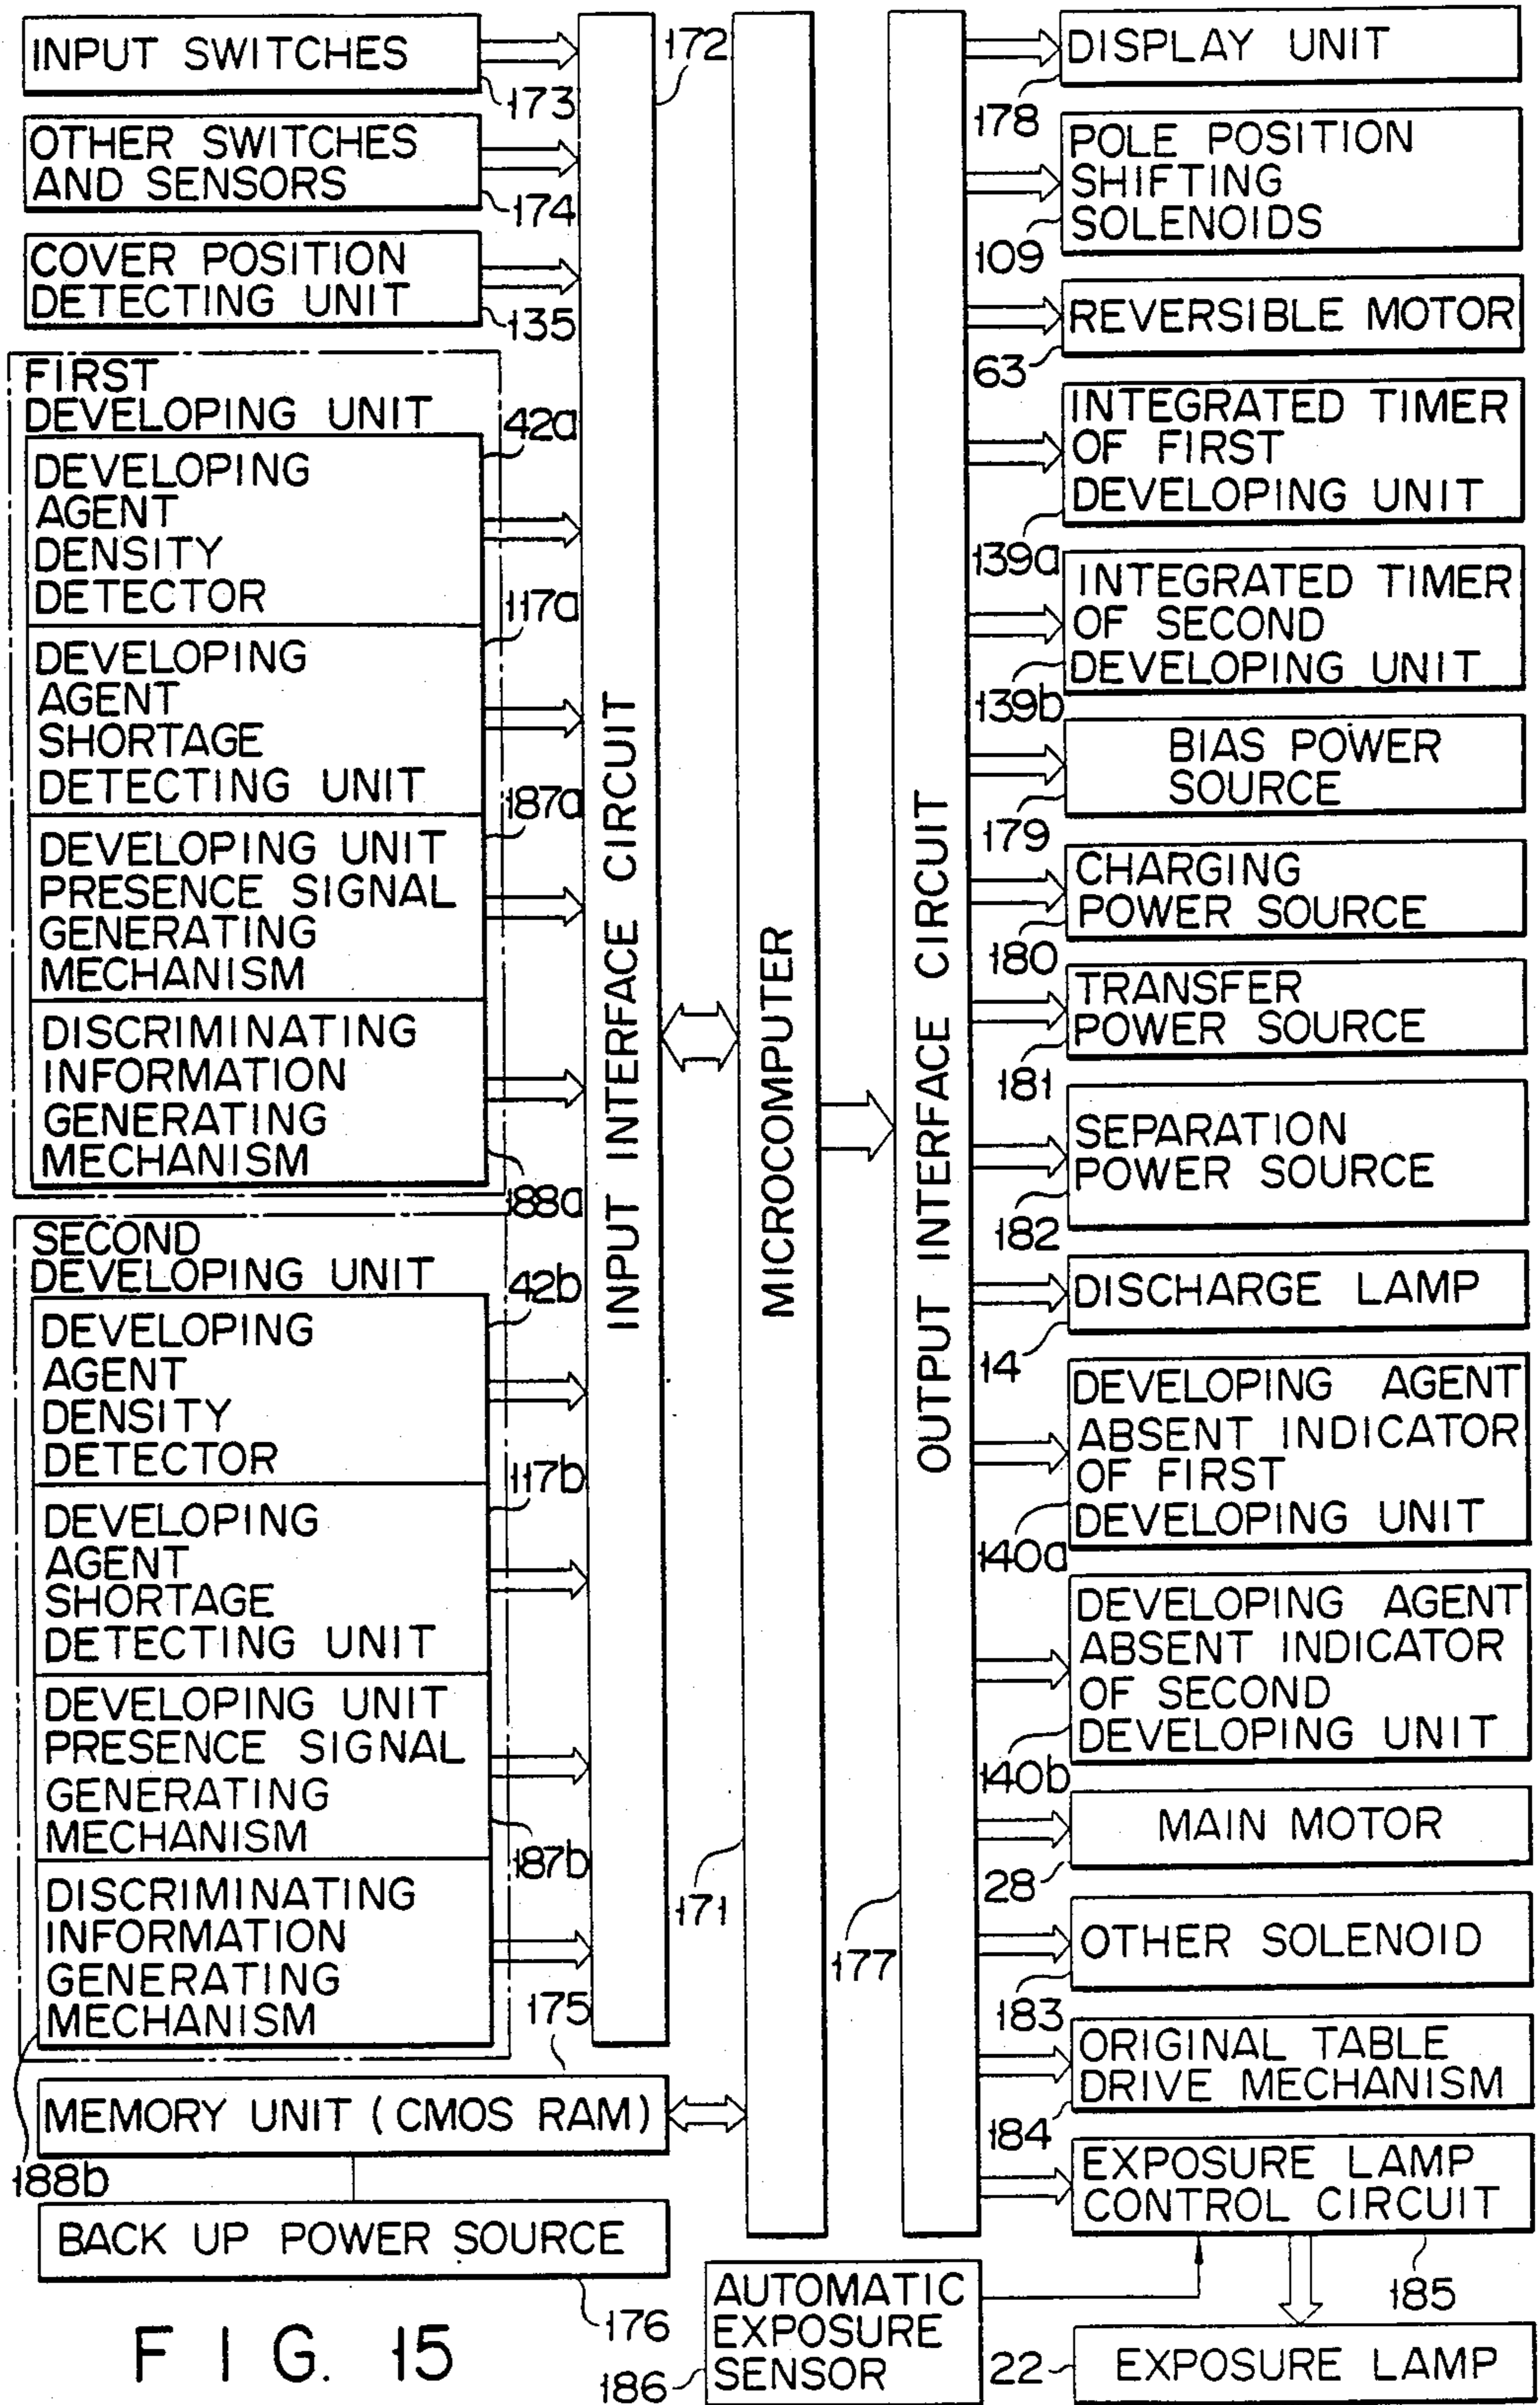 INPUT SWITCHES
173
OTHER SWITCHES
AND SENSORS
174
COVER POSITION
DETECTING UNIT
135
FIRST
DEVELOPING UNIT
42a
DEVELOPING
AGENT
DENSITY
DETECTOR
117a
DEVELOPING
AGENT
SHORTAGE
DETECTING UNIT
187a
DEVELOPING UNIT
PRESENCE SIGNAL
GENERATING
MECHANISM
DISCRIMINATING
INFORMATION
GENERATING
MECHANISM
188a
SECOND
DEVELOPING UNIT
42b
DEVELOPING
AGENT
DENSITY
DETECTOR
117b
DEVELOPING
AGENT
SHORTAGE
DETECTING UNIT
DEVELOPING UNIT
PRESENCE SIGNAL
GENERATING
MECHANISM
187b
DISCRIMINATING
INFORMATION
GENERATING
MECHANISM
175
MEMORY UNIT (CMOS RAM)
188b
BACK UP POWER SOURCE
176
172
INPUT INTERFACE CIRCUIT
MICROCOMPUTER
171
OUTPUT INTERFACE CIRCUIT
177
DISPLAY UNIT
178
POLE POSITION
SHIFTING
SOLENOIDS
109
REVERSIBLE MOTOR
63
INTEGRATED TIMER
OF FIRST
DEVELOPING UNIT
139a
INTEGRATED TIMER
OF SECOND
DEVELOPING UNIT
139b
BIAS POWER
SOURCE
179
CHARGING
POWER SOURCE
180
TRANSFER
POWER SOURCE
181
SEPARATION
POWER SOURCE
182
DISCHARGE LAMP
14
DEVELOPING AGENT
ABSENT INDICATOR
OF FIRST
DEVELOPING UNIT
140a
DEVELOPING AGENT
ABSENT INDICATOR
OF SECOND
DEVELOPING UNIT
140b
MAIN MOTOR
28
OTHER SOLENOID
183
ORIGINAL TABLE
DRIVE MECHANISM
184
EXPOSURE LAMP
CONTROL CIRCUIT
185
AUTOMATIC
EXPOSURE
SENSOR
186
22
EXPOSURE LAMP
FIG. 15